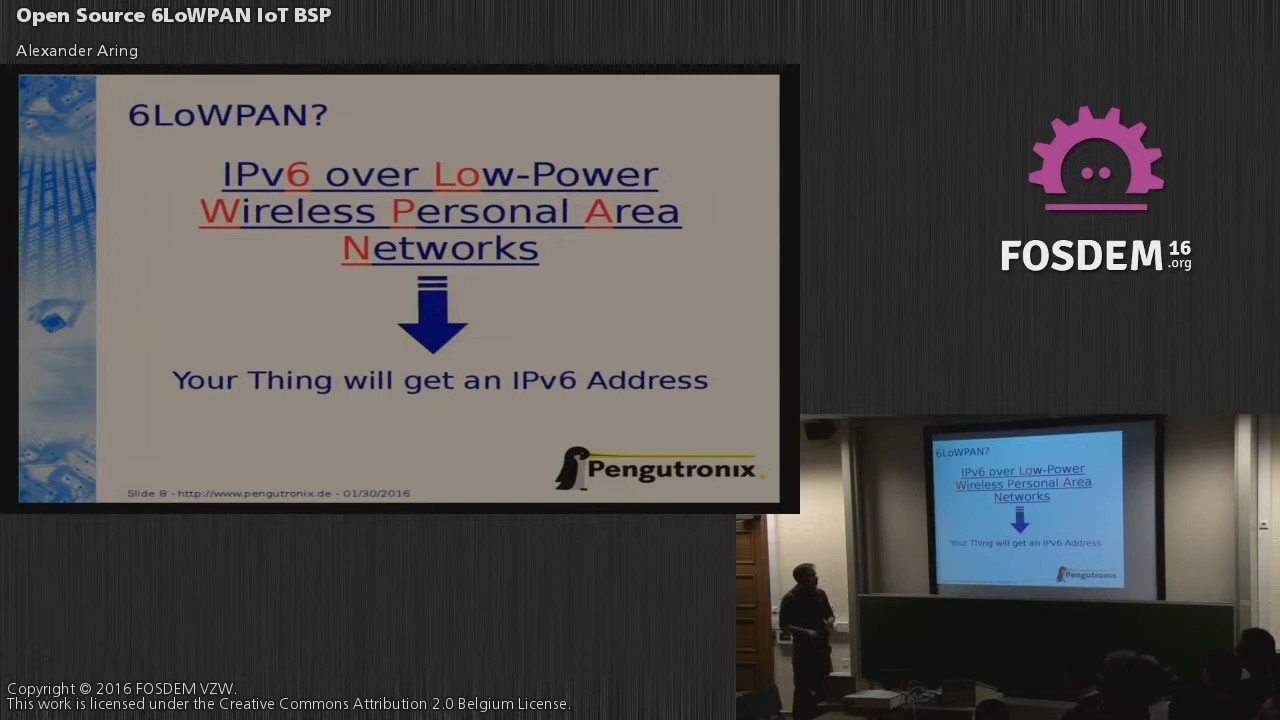 Open Source 6LoWPAN IoT BSP
Alexander Aring
6LoWPAN?
IPv6 over Low-Power
Wireless Personal Area
Networks
Your Thing will get an IPv6 Address
Pengutronix
Slide 8 - http://www.pengutronix.de - 01/30/2016
FOSDEM 16 .org
6LoWPAN?
IPv6 over Low-Power
Wireless Personal Area
Networks
Your Thing will get an IPv6 Address
Pengutronix
Copyright © 2016 FOSDEM VZW.
This work is licensed under the Creative Commons Attribution 2.0 Belgium License.